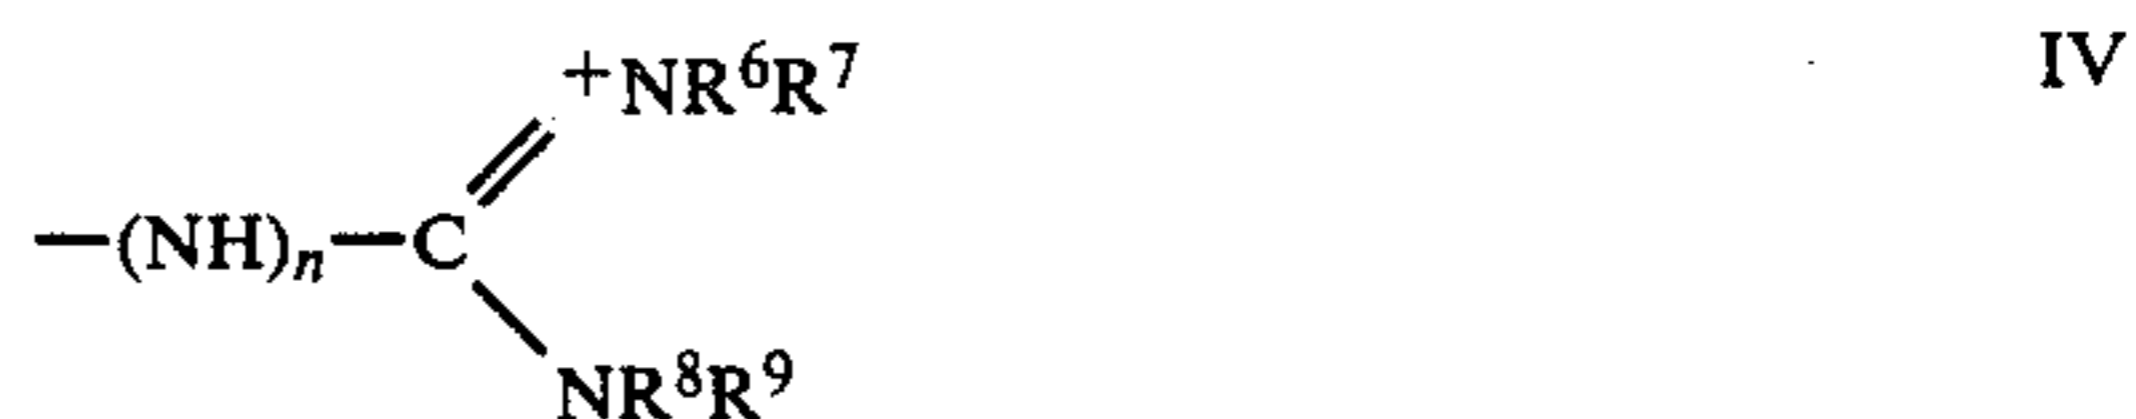 +NR6R7 IV
—(NH)n—C
NR8R9